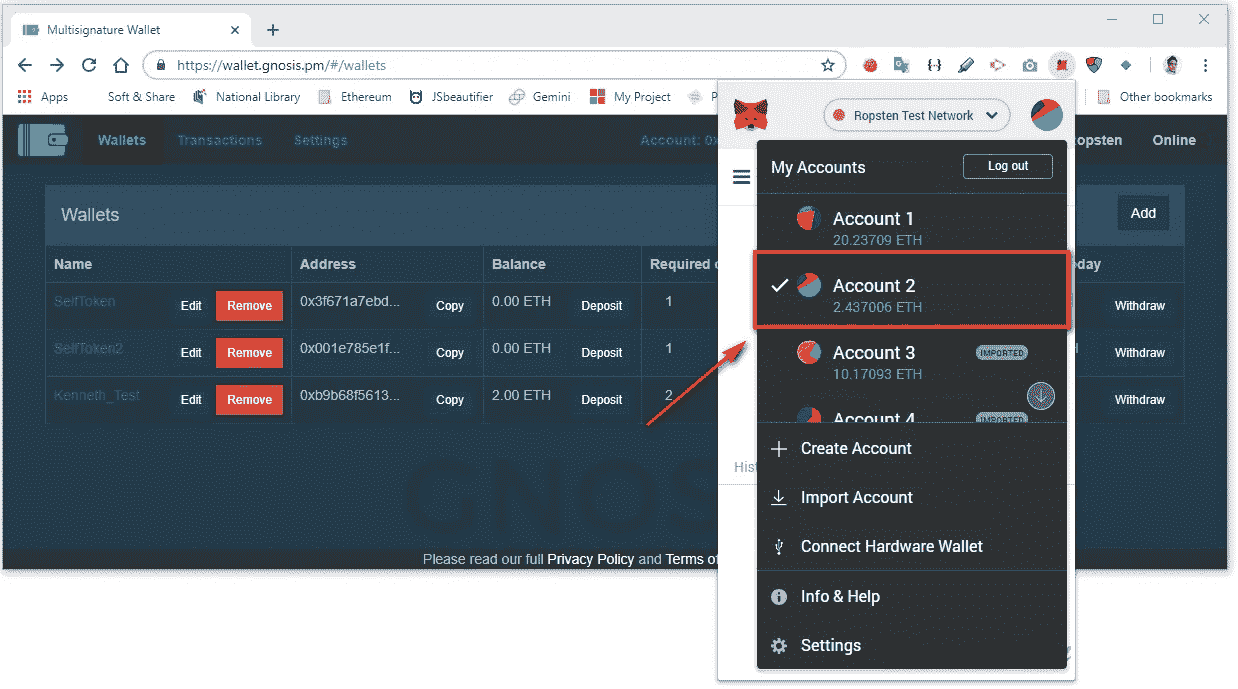 Multisignature Wallet
https://wallet.gnosis.pm/#/wallets
Apps Soft & Share National Library Ethereum JSbeautifier Gemini My Project P Other bookmarks
Wallets Transactions Settings Account: 0x opsten Online
Wallets Add
Name Address Balance Required o oday
SelfToken Edit Remove 0x3f671a7ebd... Copy 0.00 ETH Deposit 1 Withdraw
SelfToken2 Edit Remove 0x001e785e1f... Copy 0.00 ETH Deposit 1 Withdraw
Kenneth_Test Edit Remove 0xb9b68f5613... Copy 2.00 ETH Deposit 2 Withdraw
GNOS
Please read our full Privacy Policy and Terms of
Ropsten Test Network
My Accounts Log out
Account 1
20.23709 ETH
Account 2
2.437006 ETH
Account 3 IMPORTED
10.17093 ETH
Account 4 IMPORTED
Hist
Create Account
Import Account
Connect Hardware Wallet
Info & Help
Settings